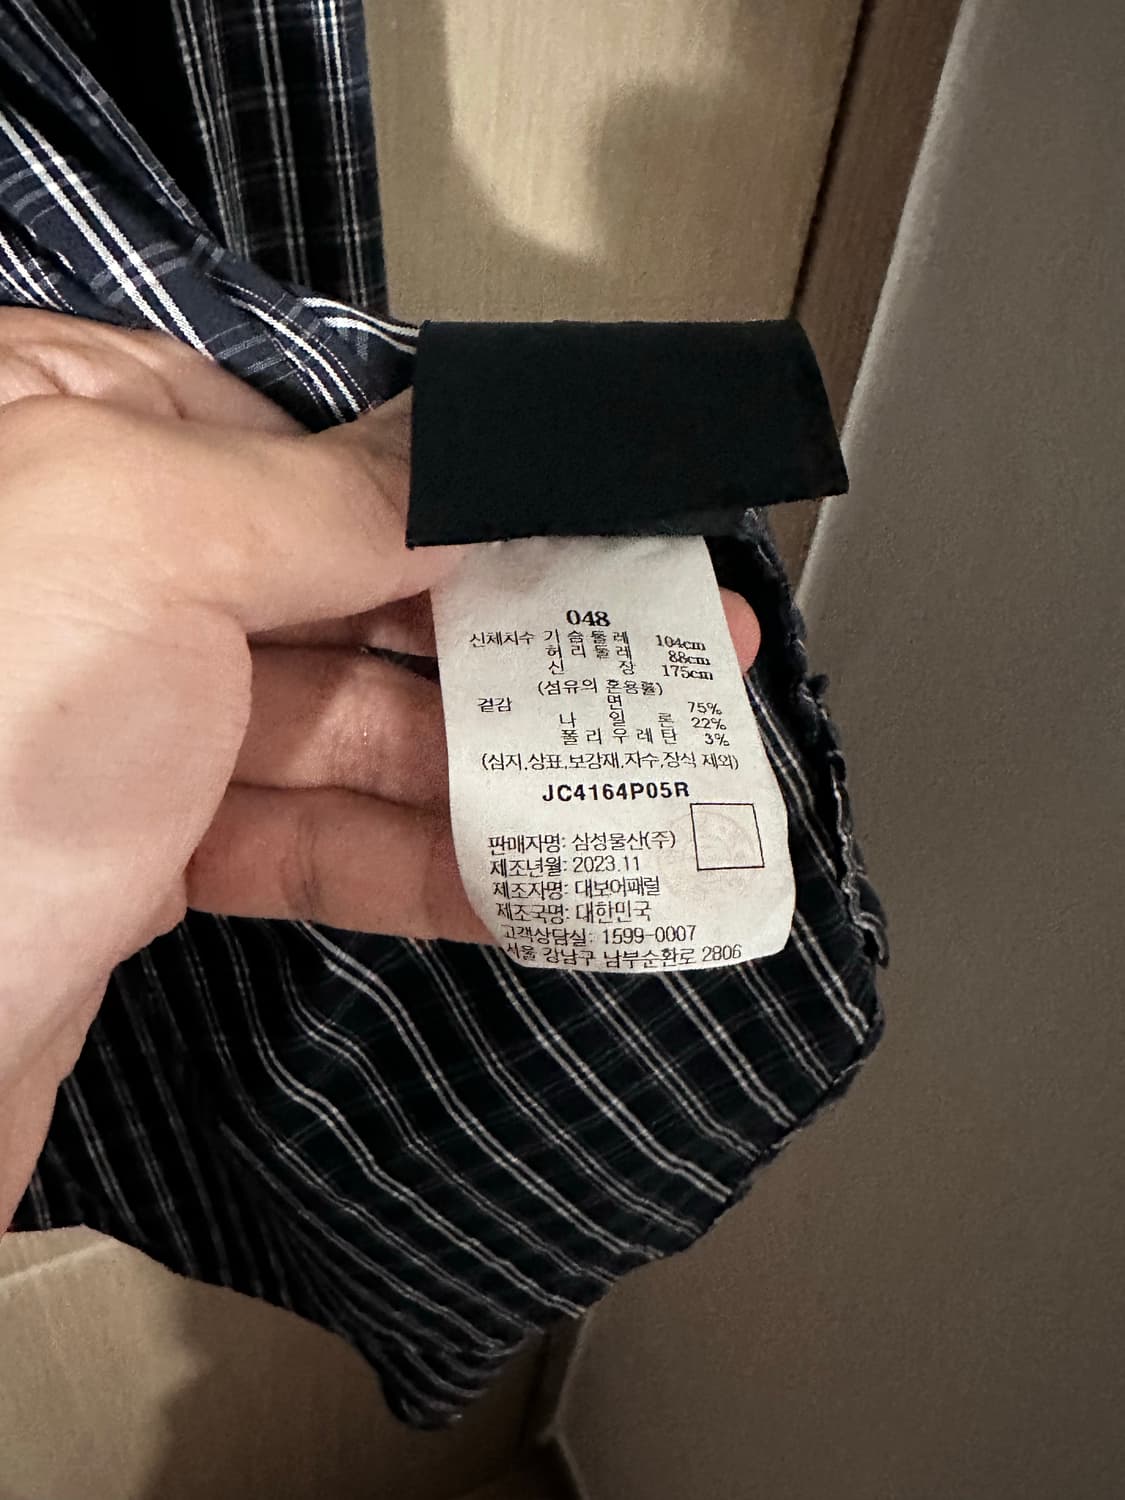 048
신체치수 기 슴 둘 레 104cm
허 리 둘 레 88cm
신 장 175cm
(섬유의 혼용률)
겉감 면 75%
나 일 론 22%
폴 리 우 레 탄 3%
(심지,상표,보강재,자수,장식 제외)
JC4164P05R
판매자명: 삼성물산(주)
제조년월: 2023.11
제조자명: 대보어패럴
제조국명: 대한민국
고객상담실: 1599-0007
서울 강남구 남부순환로 2806